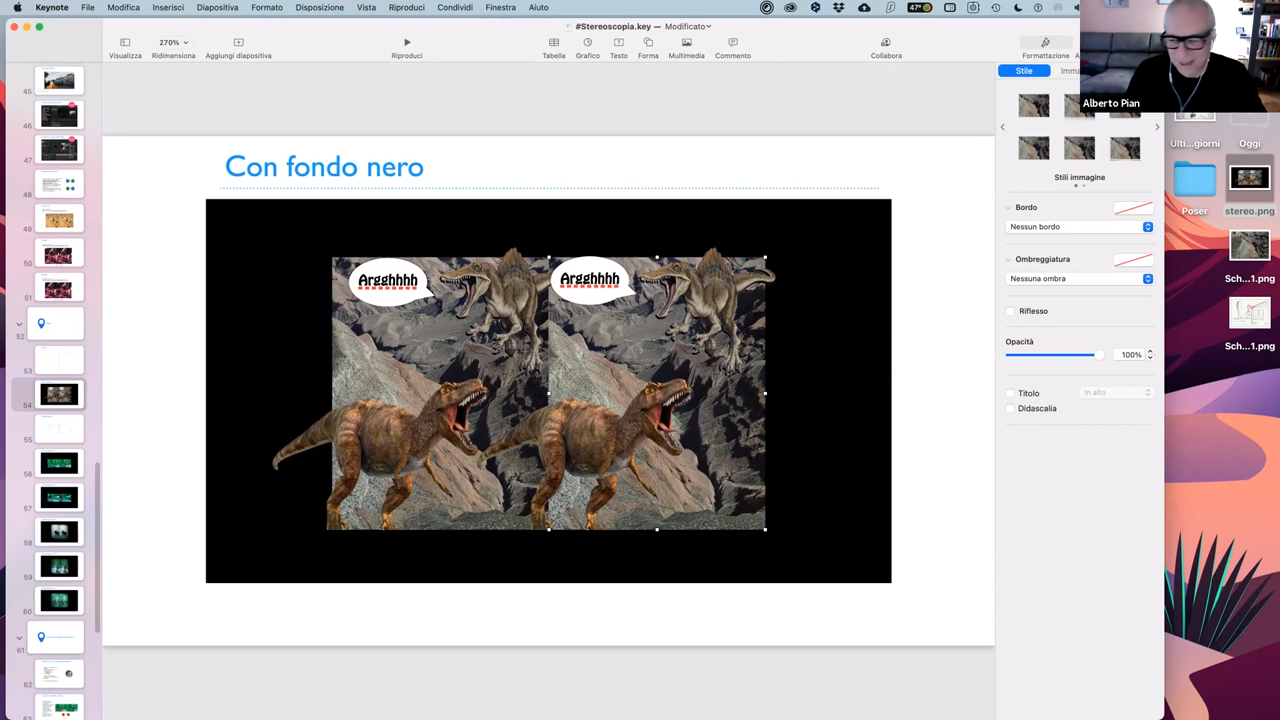 Keynote File Modifica Inserisci Diapositiva Formato Disposizione Vista Riproduci Condividi Finestra Aiuto
47°
#Stereoscopia.key — Modificato
270%
Visualizza Ridimensiona Aggiungi diapositiva Riproduci Tabella Grafico Testo Forma Multimedia Commento Collabora Formattazione
Stile
Alberto Pian
Con fondo nero
Argghhhh
Argghhhh
Stili immagine
Bordo
Nessun bordo
Ombreggiatura
Nessuna ombra
Riflesso
Opacità
100%
Titolo
In alto
Didascalia
Ulti...giorni
Oggi
Poser
stereo.png
Sch...1.png
Sch...1.png
45
46
47
48
49
50
51
52
53
54
55
56
57
58
59
60
61
62